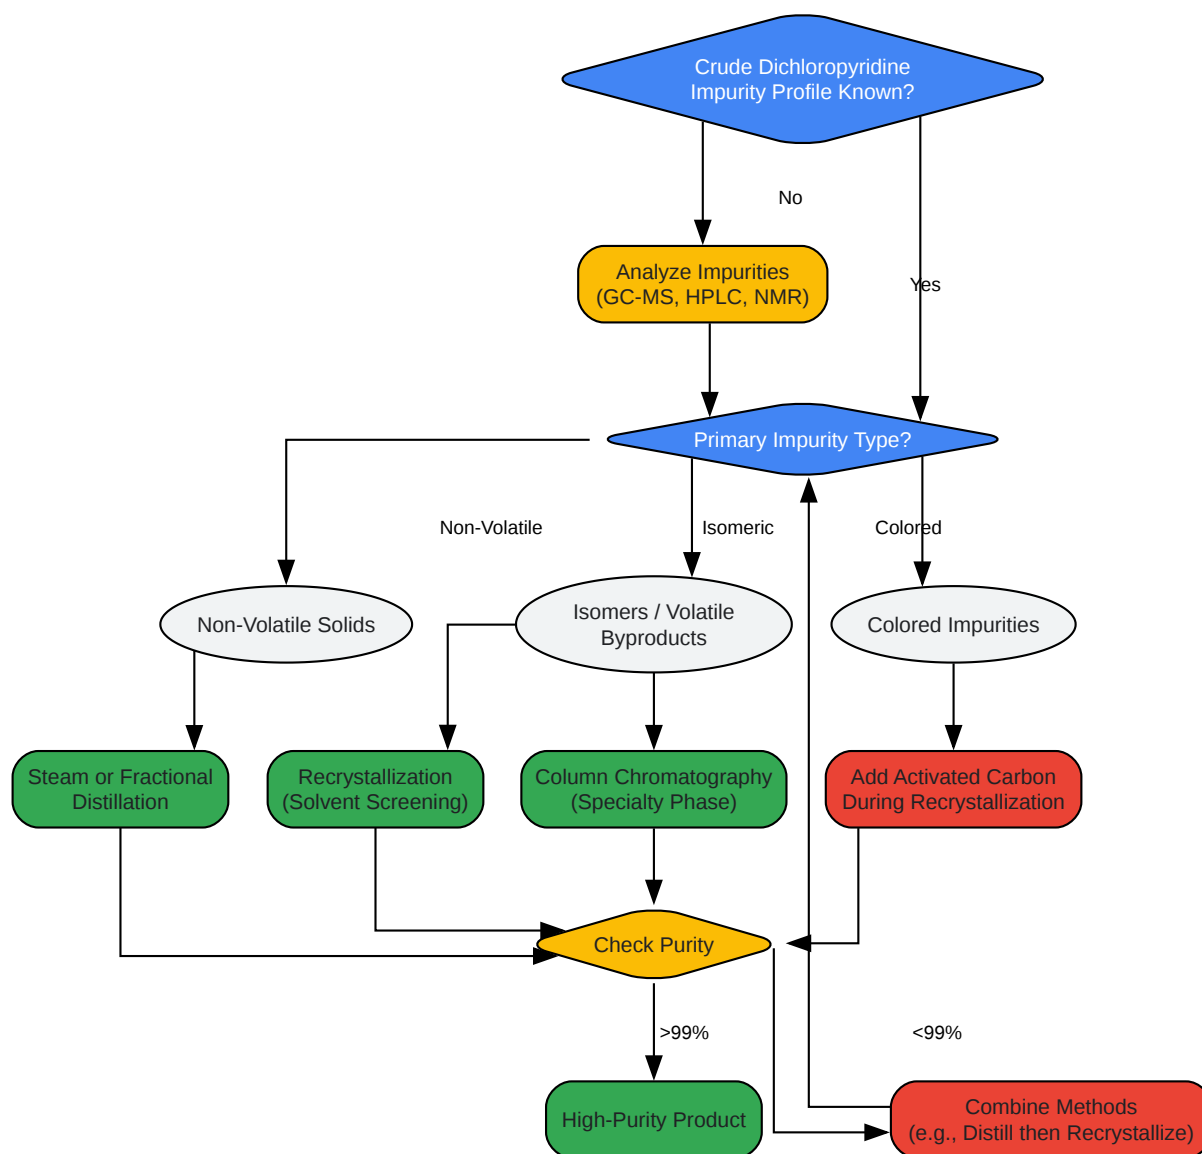 Crude Dichloropyridine
Impurity Profile Known?
No
Analyze Impurities
(GC-MS, HPLC, NMR)
Yes
Primary Impurity Type?
Non-Volatile
Isomeric
Colored
Non-Volatile Solids
Isomers / Volatile
Byproducts
Colored Impurities
Steam or Fractional
Distillation
Recrystallization
(Solvent Screening)
Column Chromatography
(Specialty Phase)
Add Activated Carbon
During Recrystallization
Check Purity
>99%
<99%
High-Purity Product
Combine Methods
(e.g., Distill then Recrystallize)